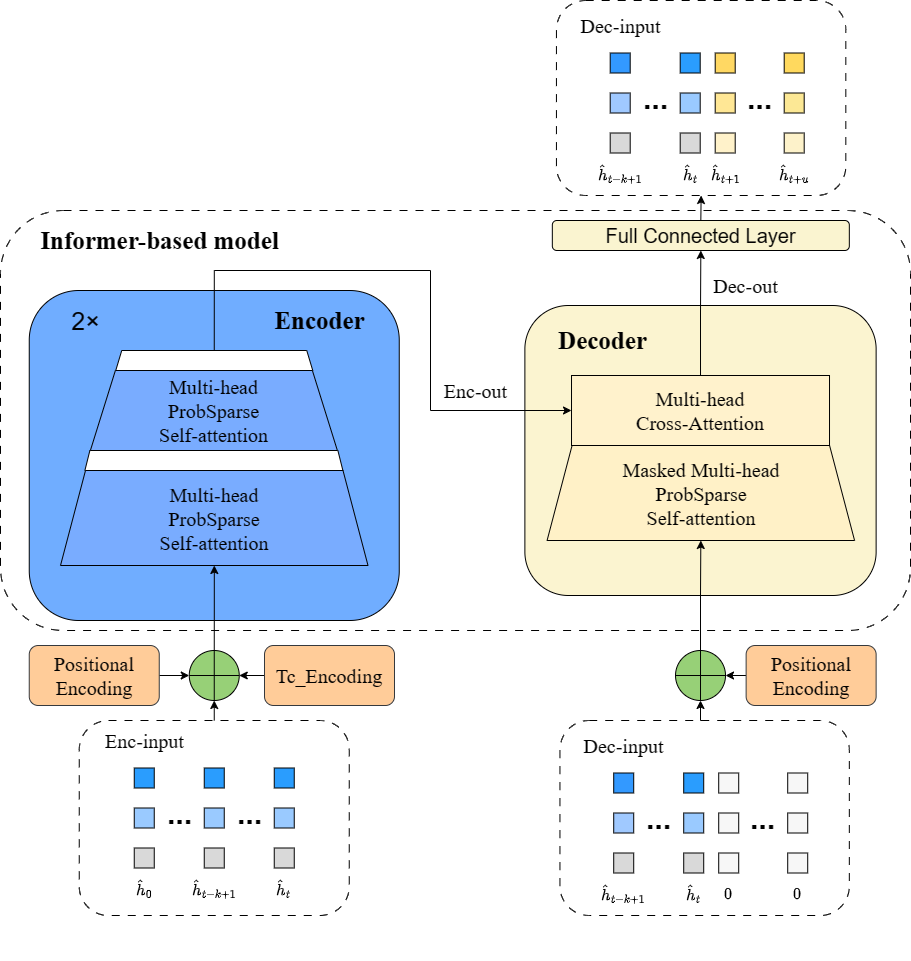 Dec-input
... ...
ĥ_{t−k+1} ĥ_t ĥ_{t+1} ĥ_{t+u}
Informer-based model
Full Connected Layer
Dec-out
2× Encoder
Multi-head
ProbSparse
Self-attention
Multi-head
ProbSparse
Self-attention
Enc-out
Decoder
Multi-head
Cross-Attention
Masked Multi-head
ProbSparse
Self-attention
Positional
Encoding
Tc_Encoding
Positional
Encoding
Enc-input
... ...
ĥ_0 ĥ_{t−k+1} ĥ_t
Dec-input
... ...
ĥ_{t−k+1} ĥ_t 0 0